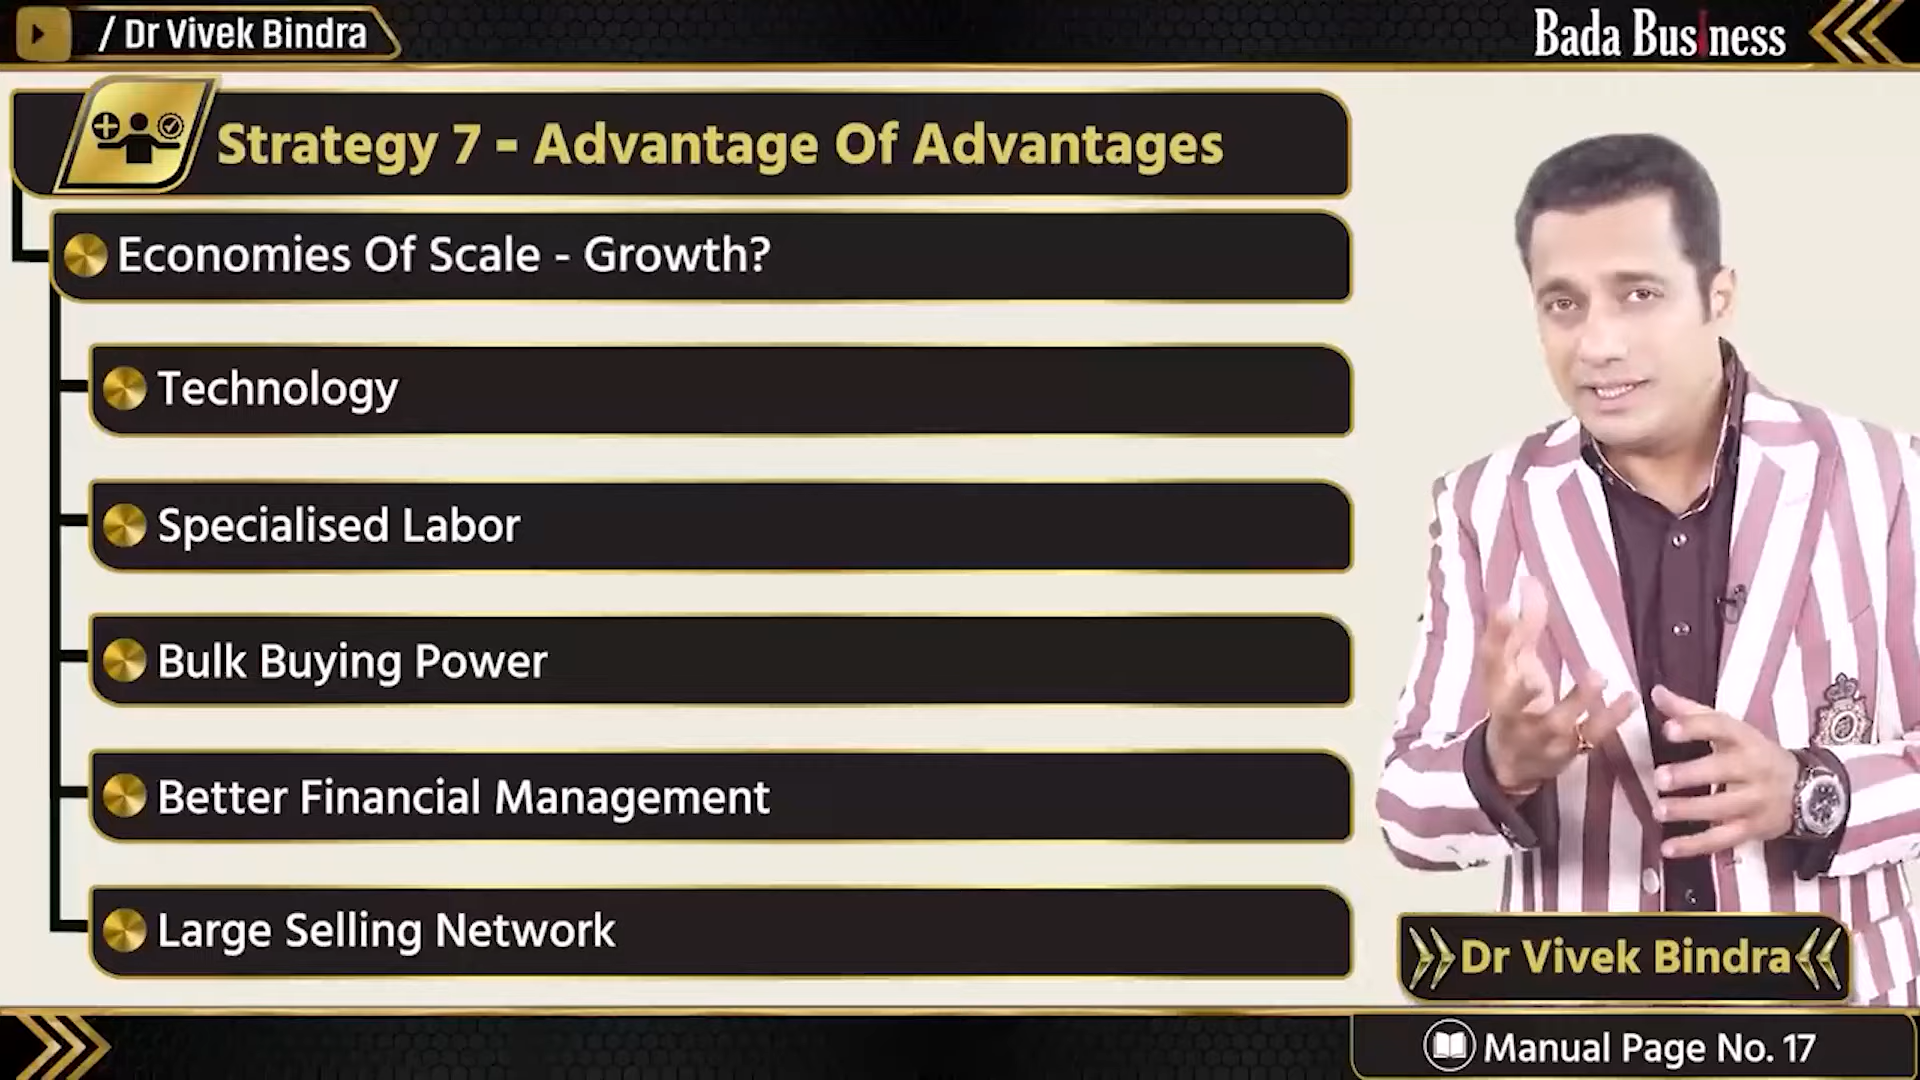 / Dr Vivek Bindra
Bada Business
Strategy 7 - Advantage Of Advantages
Economies Of Scale - Growth?
Technology
Specialised Labor
Bulk Buying Power
Better Financial Management
Large Selling Network
Dr Vivek Bindra
Manual Page No. 17